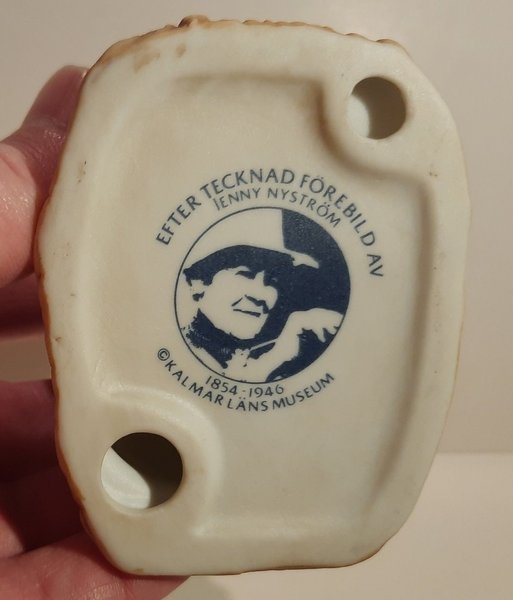 EFTER TECKNAD FÖREBILD AV
JENNY NYSTRÖM
1854-1946
©KALMAR LÄNS MUSEUM